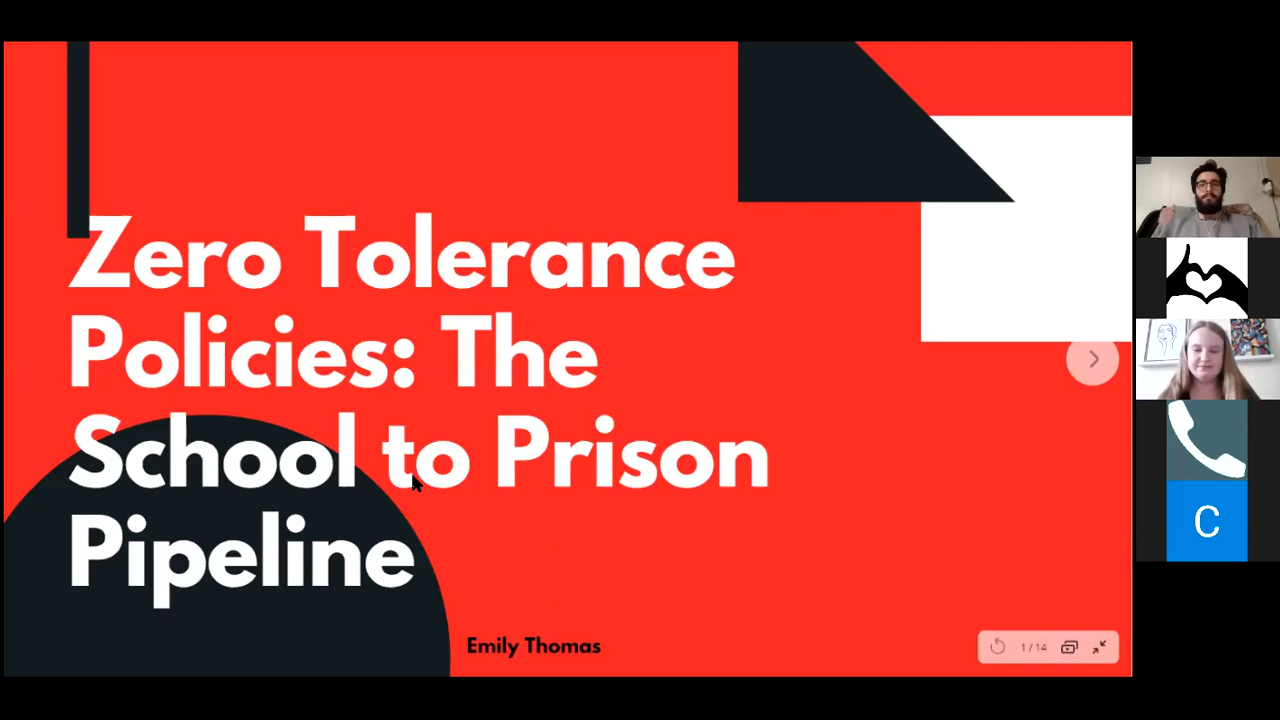 Zero Tolerance
Policies: The
School to Prison
Pipeline
Emily Thomas
1 / 14
C